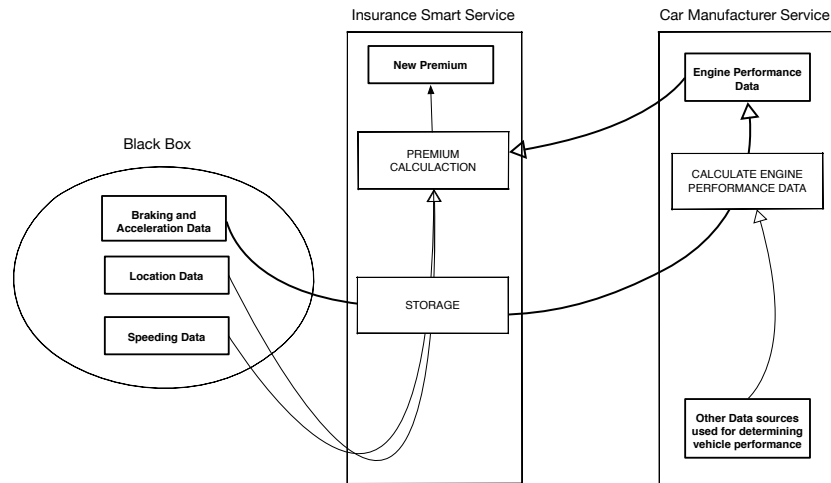 Insurance Smart Service
Car Manufacturer Service
New Premium
Engine Performance
Data
Black Box
PREMIUM
CALCULACTION
CALCULATE ENGINE
PERFORMANCE DATA
Braking and
Acceleration Data
Location Data
STORAGE
Speeding Data
Other Data sources
used for determining
vehicle performance